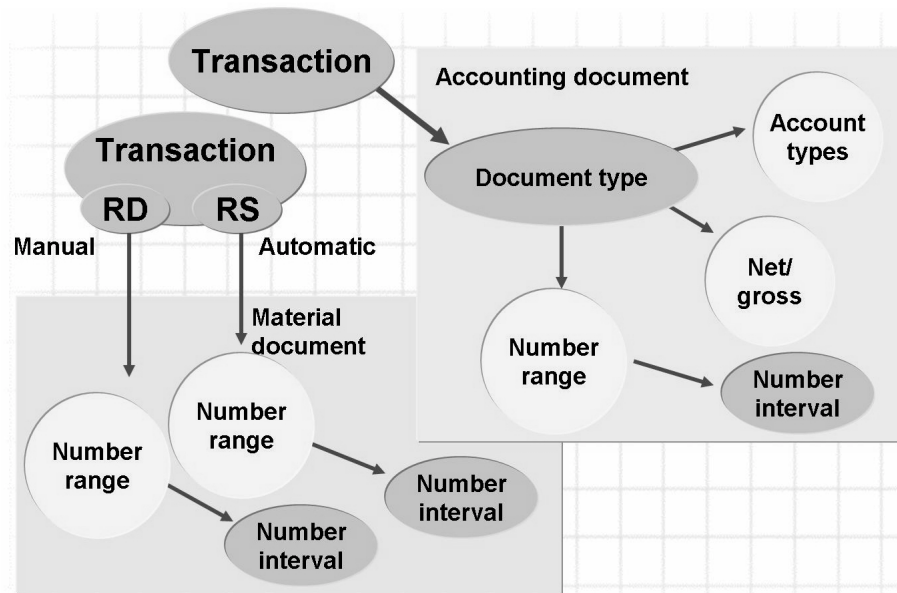 Transaction
Accounting document
Account
types
Transaction
Document type
RD
RS
Manual
Automatic
Net/
gross
Material
document
Number
range
Number
interval
Number
range
Number
range
Number
interval
Number
interval